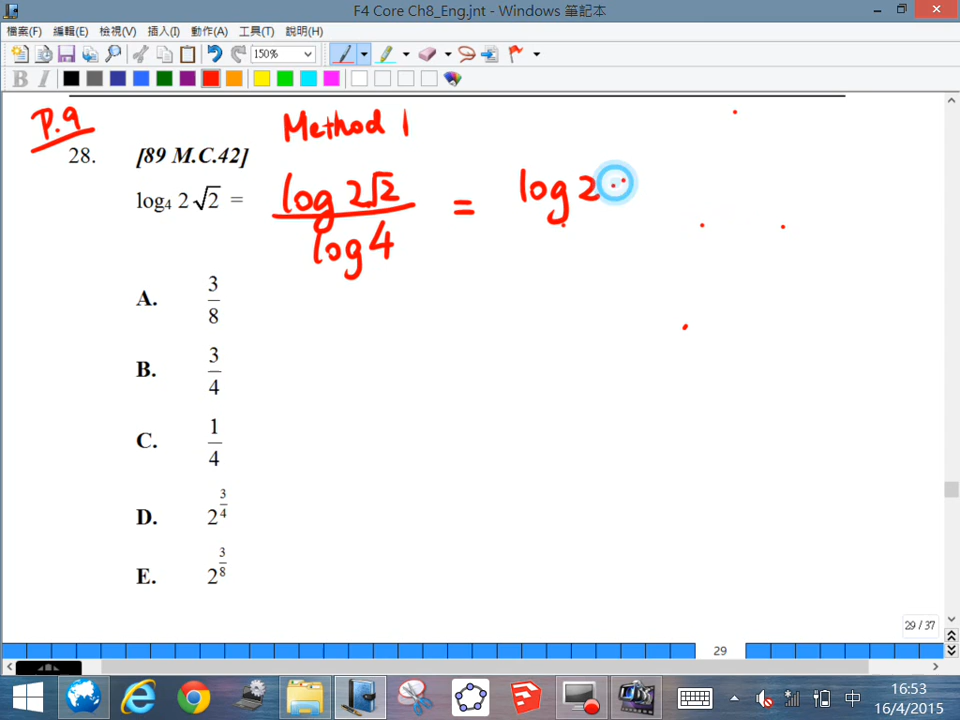 F4 Core Ch8_Eng.jnt - Windows 筆記本
檔案(F) 編輯(E) 檢視(V) 插入(I) 動作(A) 工具(T) 說明(H)
150%
B I
P.9
Method 1
28. [89 M.C.42]
log₄ 2√2 = log 2√2 / log 4 = log 2
A. 3/8
B. 3/4
C. 1/4
D. 2^(3/4)
E. 2^(3/8)
29 / 37
29
中
16:53
16/4/2015